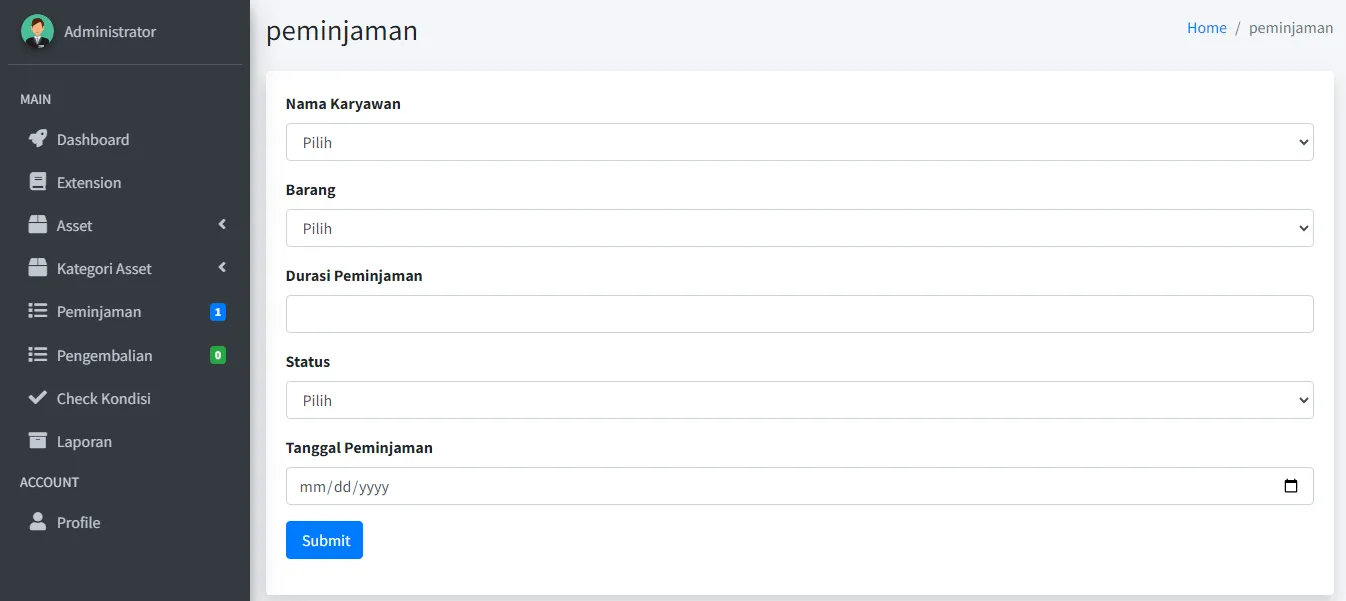 Administrator
MAIN
Dashboard
Extension
Asset
Kategori Asset
Peminjaman 1
Pengembalian 0
Check Kondisi
Laporan
ACCOUNT
Profile
peminjaman
Home / peminjaman
Nama Karyawan
Pilih
Barang
Pilih
Durasi Peminjaman
Status
Pilih
Tanggal Peminjaman
mm/dd/yyyy
Submit